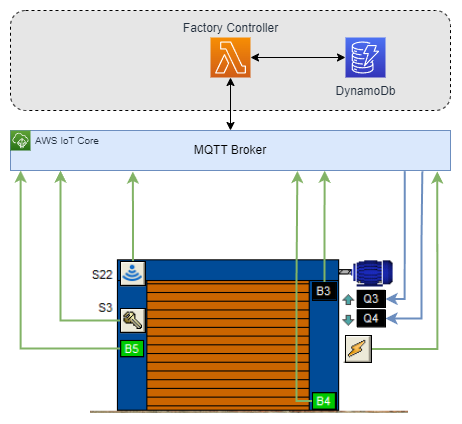 Factory Controller
DynamoDb
AWS IoT Core
MQTT Broker
S22
B3
Q3
S3
Q4
B5
B4